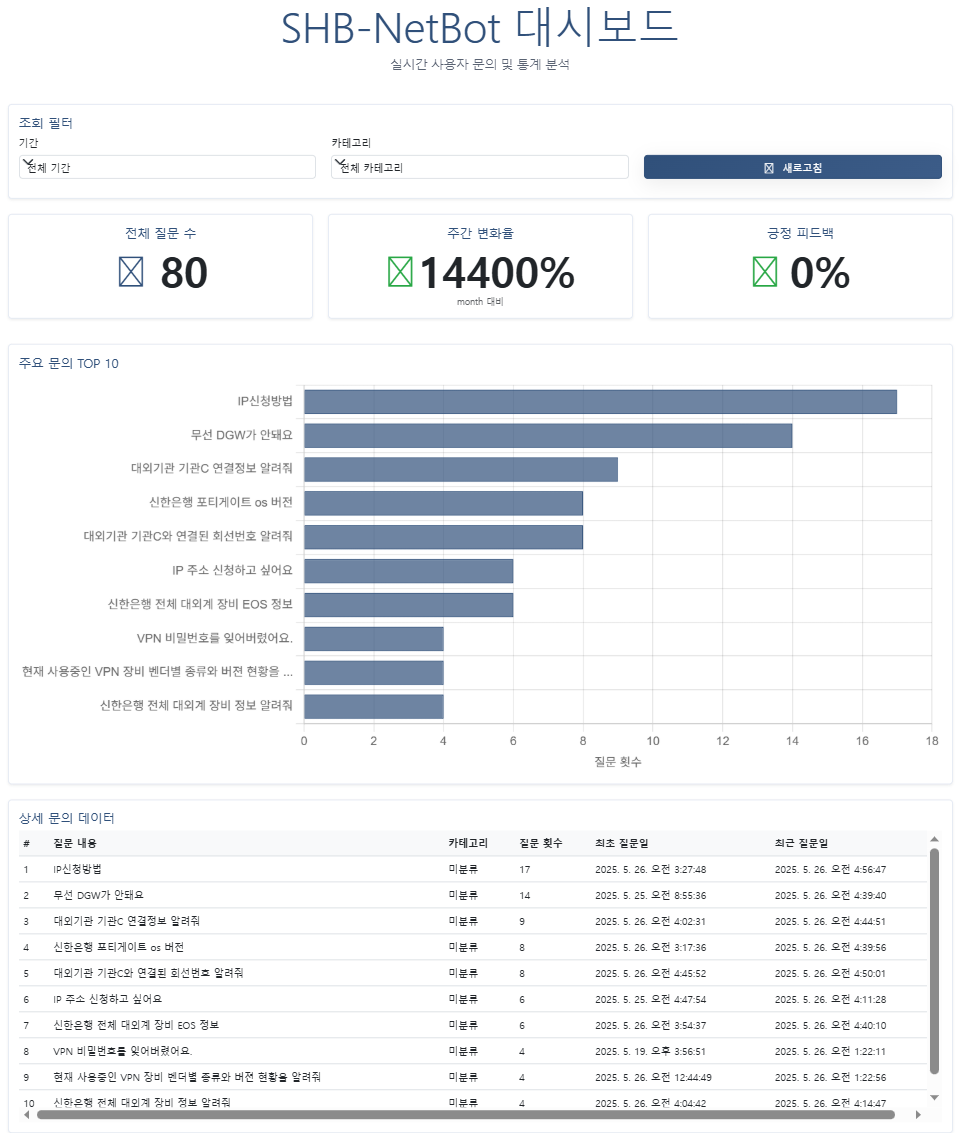 SHB-NetBot 대시보드
실시간 사용자 문의 및 통계 분석
조회 필터
기간
카테고리
전체 기간
전체 카테고리
새로고침
전체 질문 수
주간 변화율
긍정 피드백
80
14400%
0%
month 대비
주요 문의 TOP 10
IP신청방법
무선 DGW가 안돼요
대외기관 기관C 연결정보 알려줘
신한은행 포티게이트 os 버전
대외기관 기관C와 연결된 회선번호 알려줘
IP 주소 신청하고 싶어요
신한은행 전체 대외계 장비 EOS 정보
VPN 비밀번호를 잊어버렸어요.
현재 사용중인 VPN 장비 벤더별 종류와 버젼 현황을 ...
신한은행 전체 대외계 장비 정보 알려줘
0 2 4 6 8 10 12 14 16 18
질문 횟수
상세 문의 데이터
# 질문 내용 카테고리 질문 횟수 최초 질문일 최근 질문일
1 IP신청방법 미분류 17 2025. 5. 26. 오전 3:27:48 2025. 5. 26. 오전 4:56:47
2 무선 DGW가 안돼요 미분류 14 2025. 5. 25. 오전 8:55:36 2025. 5. 26. 오전 4:39:40
3 대외기관 기관C 연결정보 알려줘 미분류 9 2025. 5. 26. 오전 4:02:31 2025. 5. 26. 오전 4:44:51
4 신한은행 포티게이트 os 버전 미분류 8 2025. 5. 26. 오전 3:17:36 2025. 5. 26. 오전 4:39:56
5 대외기관 기관C와 연결된 회선번호 알려줘 미분류 8 2025. 5. 26. 오전 4:45:52 2025. 5. 26. 오전 4:50:01
6 IP 주소 신청하고 싶어요 미분류 6 2025. 5. 25. 오전 4:47:54 2025. 5. 26. 오전 4:11:28
7 신한은행 전체 대외계 장비 EOS 정보 미분류 6 2025. 5. 26. 오전 3:54:37 2025. 5. 26. 오전 4:40:10
8 VPN 비밀번호를 잊어버렸어요. 미분류 4 2025. 5. 19. 오후 3:56:51 2025. 5. 26. 오전 1:22:11
9 현재 사용중인 VPN 장비 벤더별 종류와 버젼 현황을 알려줘 미분류 4 2025. 5. 26. 오전 12:44:49 2025. 5. 26. 오전 1:22:56
10 신한은행 전체 대외계 장비 정보 알려줘 미분류 4 2025. 5. 26. 오전 4:04:42 2025. 5. 26. 오전 4:14:47